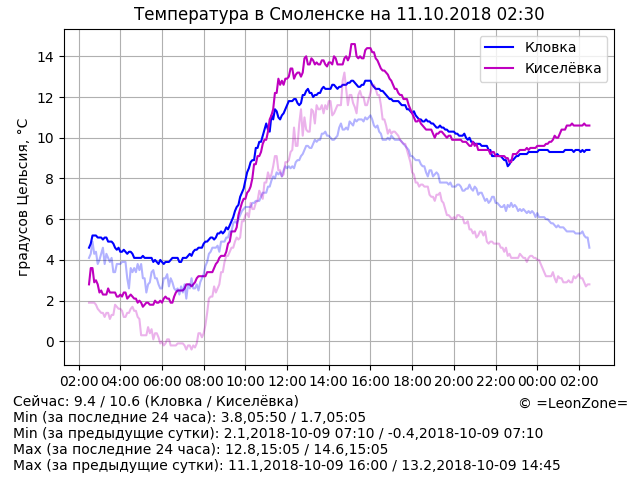 Температура в Смоленске на 11.10.2018 02:30
Кловка
Киселёвка
градусов Цельсия, °C
14
12
10
8
6
4
2
0
02:00 04:00 06:00 08:00 10:00 12:00 14:00 16:00 18:00 20:00 22:00 00:00 02:00
Сейчас: 9.4 / 10.6 (Кловка / Киселёвка)
© =LeonZone=
Min (за последние 24 часа): 3.8,05:50 / 1.7,05:05
Min (за предыдущие сутки): 2.1,2018-10-09 07:10 / -0.4,2018-10-09 07:10
Max (за последние 24 часа): 12.8,15:05 / 14.6,15:05
Max (за предыдущие сутки): 11.1,2018-10-09 16:00 / 13.2,2018-10-09 14:45